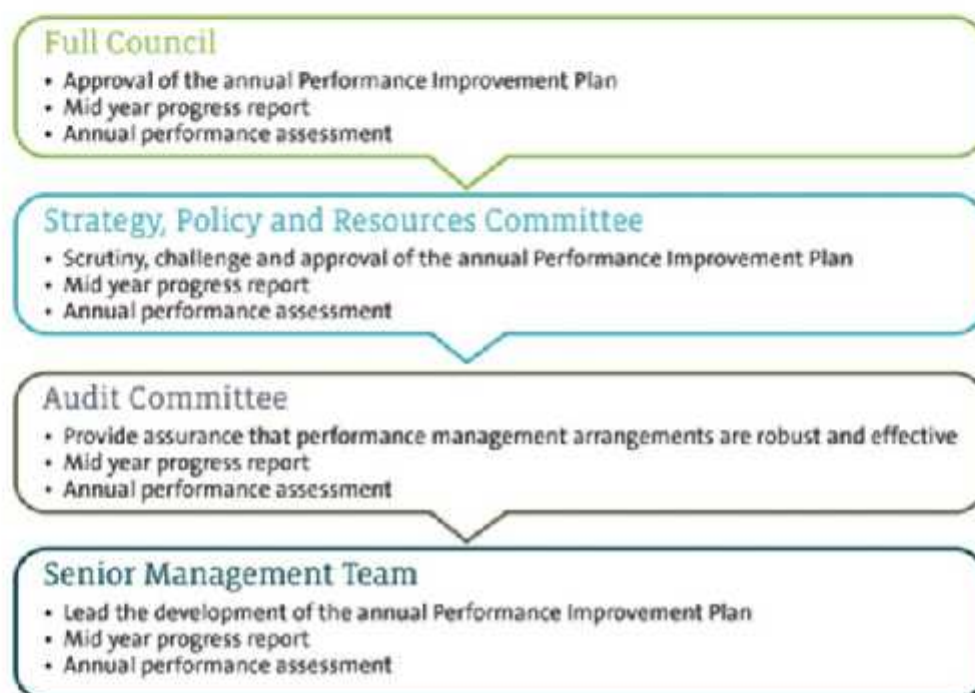 Full Council
• Approval of the annual Performance Improvement Plan
• Mid year progress report
• Annual performance assessment
Strategy, Policy and Resources Committee
• Scrutiny, challenge and approval of the annual Performance Improvement Plan
• Mid year progress report
• Annual performance assessment
Audit Committee
• Provide assurance that performance management arrangements are robust and effective
• Mid year progress report
• Annual performance assessment
Senior Management Team
• Lead the development of the annual Performance Improvement Plan
• Mid year progress report
• Annual performance assessment